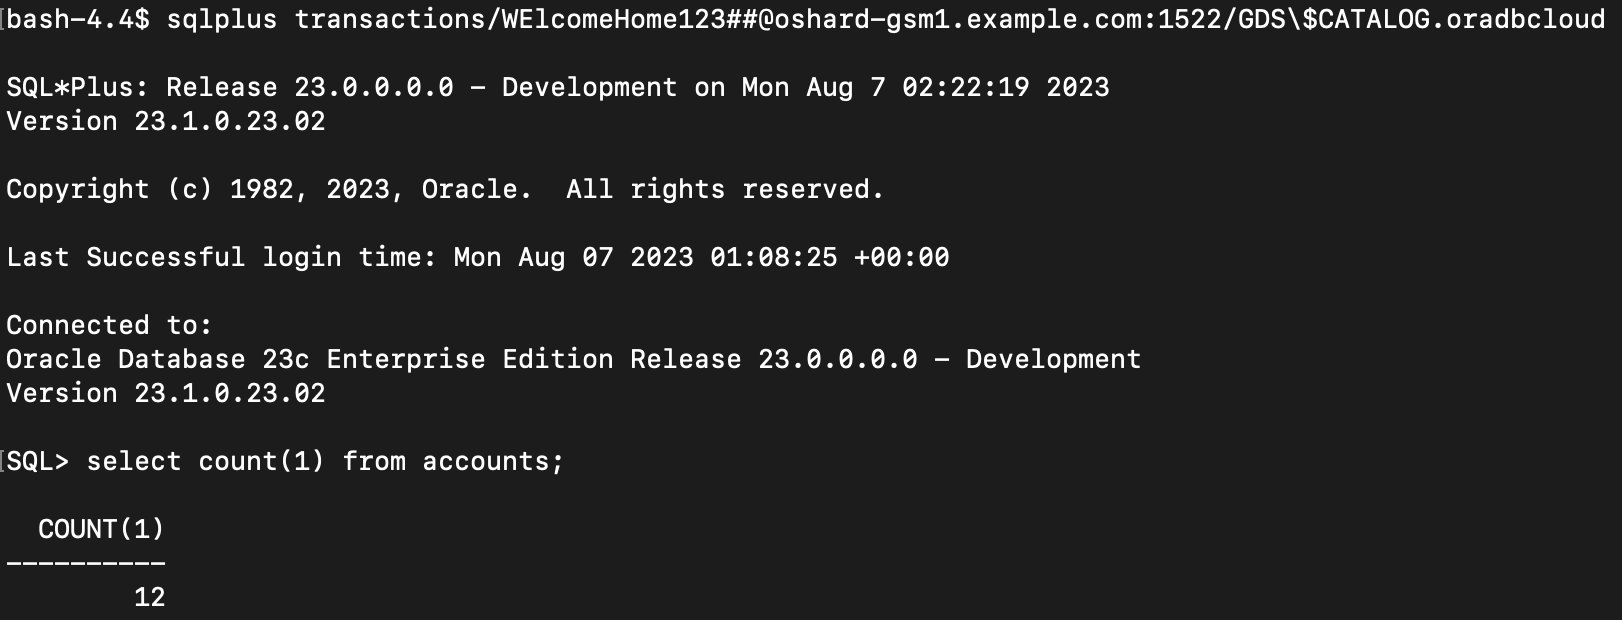 bash-4.4$ sqlplus transactions/WElcomeHome123##@oshard-gsm1.example.com:1522/GDS\$CATALOG.oradbcloud
SQL*Plus: Release 23.0.0.0.0 – Development on Mon Aug 7 02:22:19 2023
Version 23.1.0.23.02
Copyright (c) 1982, 2023, Oracle.  All rights reserved.
Last Successful login time: Mon Aug 07 2023 01:08:25 +00:00
Connected to:
Oracle Database 23c Enterprise Edition Release 23.0.0.0.0 – Development
Version 23.1.0.23.02
SQL> select count(1) from accounts;
COUNT(1)
----------
12